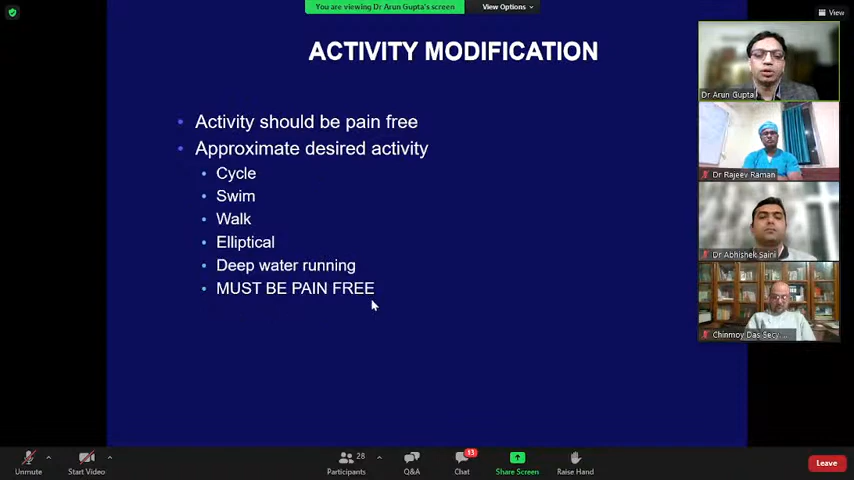 You are viewing Dr Arun Gupta's screen
View Options
View
ACTIVITY MODIFICATION
• Activity should be pain free
• Approximate desired activity
• Cycle
• Swim
• Walk
• Elliptical
• Deep water running
• MUST BE PAIN FREE
Dr Arun Gupta
Dr Rajeev Raman
Dr Abhishek Saini
Chinmoy Das Secy...
Unmute
Start Video
28
Participants
Q&A
33
Chat
Share Screen
Raise Hand
Leave